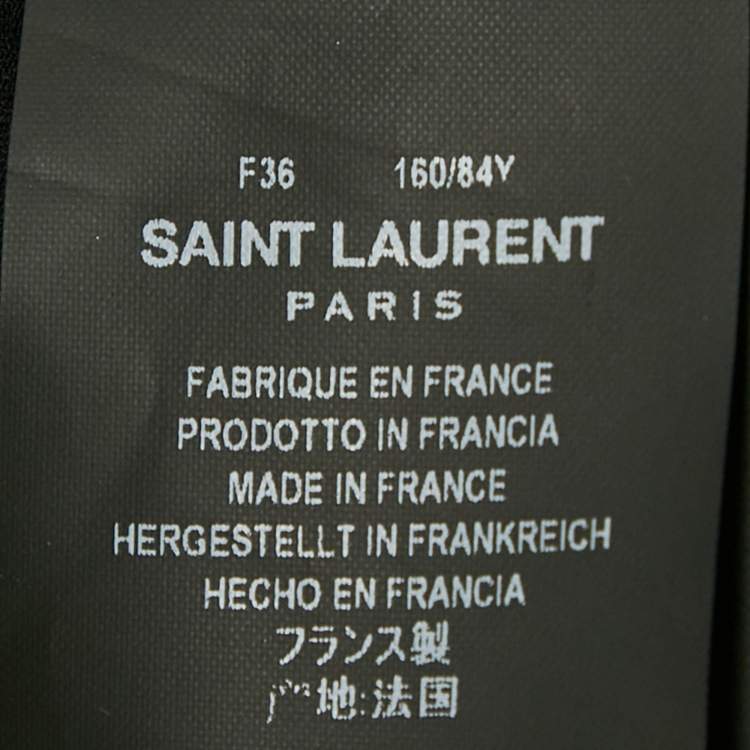 F36 160/84Y
SAINT LAURENT
PARIS
FABRIQUE EN FRANCE
PRODOTTO IN FRANCIA
MADE IN FRANCE
HERGESTELLT IN FRANKREICH
HECHO EN FRANCIA
フランス製
产地:法国